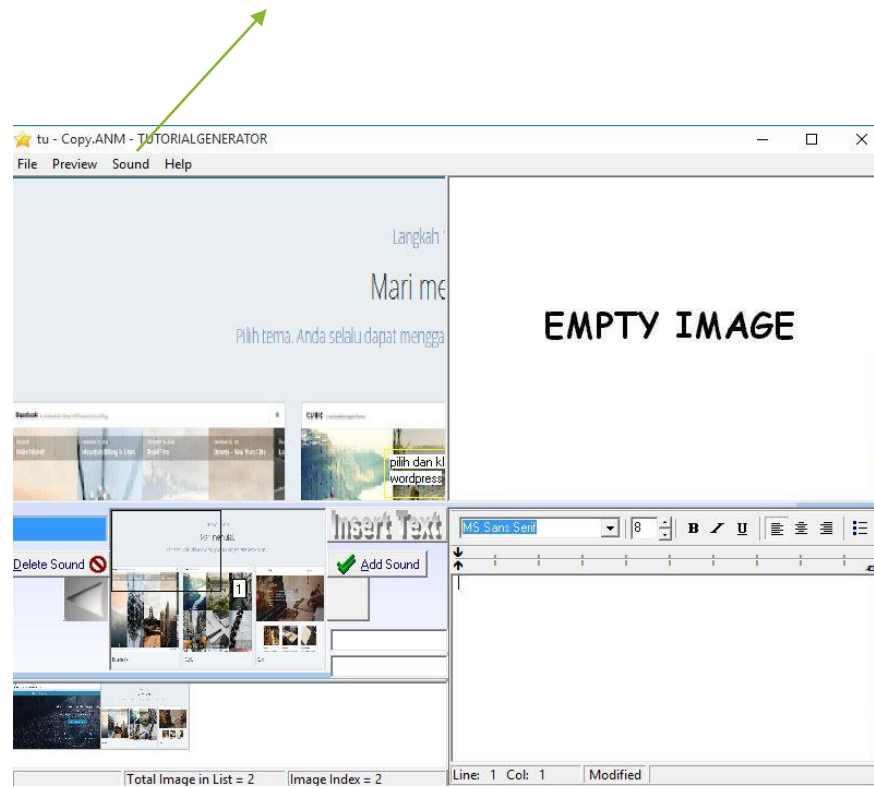 tu - Copy.ANM - TUTORIALGENERATOR
File Preview Sound Help
Langkah
Mari me
Pilih tema. Anda selalu dapat mengga
EMPTY IMAGE
CUBIC
pilih dan kl
wordpress
Insert Text
MS Sans Serif 8 B I U
Delete Sound
Add Sound
1
Total Image in List = 2 Image Index = 2
Line: 1 Col: 1 Modified